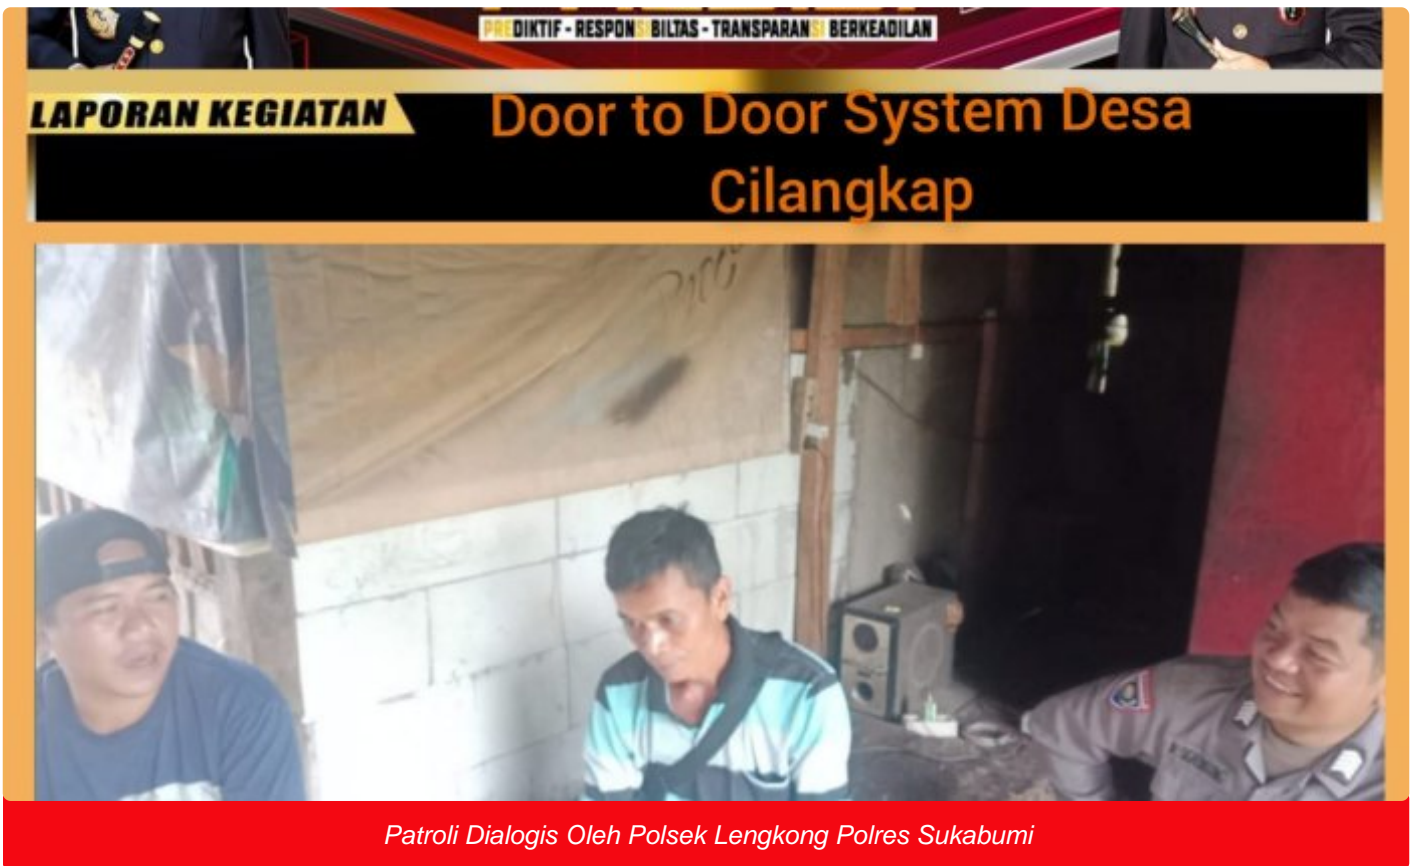 PREDIKTIF - RESPONSIBILTAS - TRANSPARANSI BERKEADILAN
LAPORAN KEGIATAN
Door to Door System Desa
Cilangkap
Patroli Dialogis Oleh Polsek Lengkong Polres Sukabumi